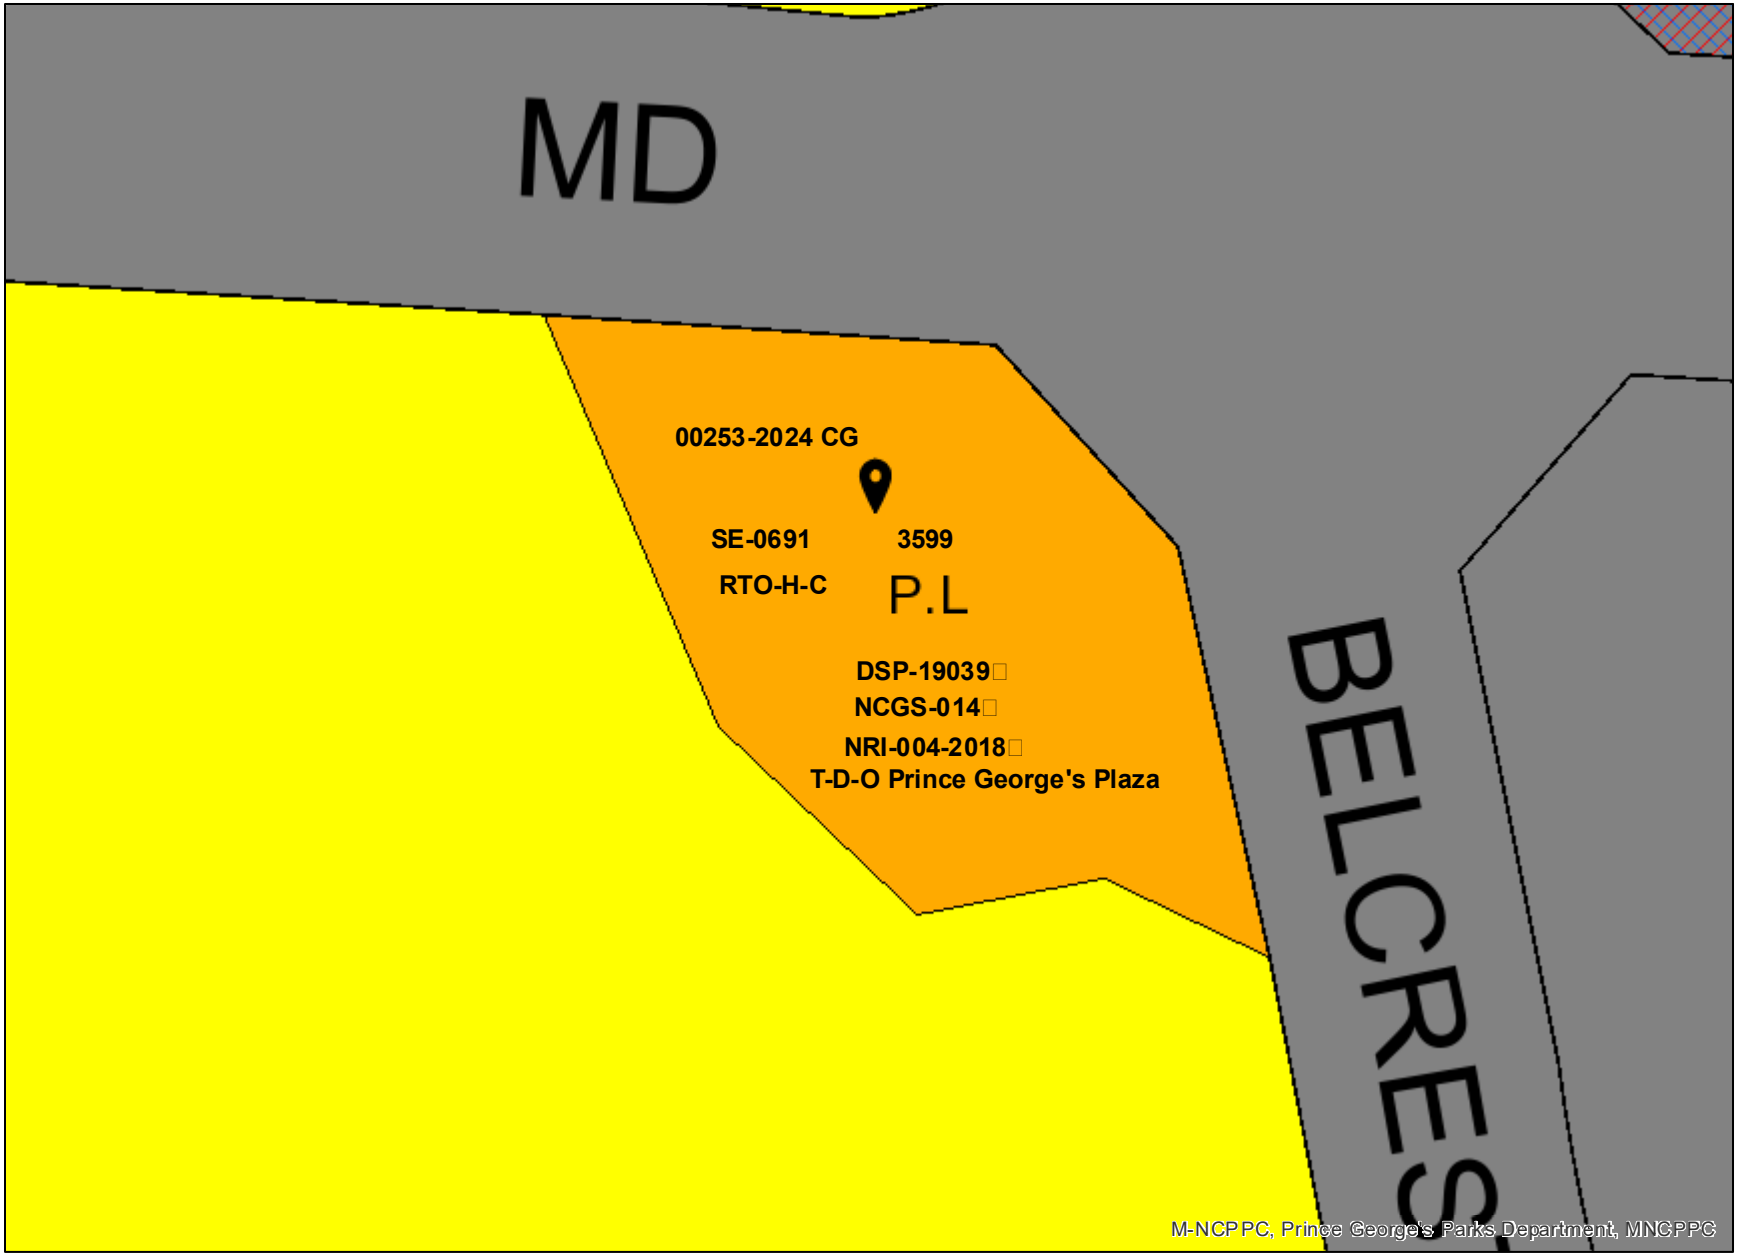 MD
00253-2024 CG
SE-0691
3599
RTO-H-C
P.L
DSP-19039
NCGS-014
NRI-004-2018
T-D-O Prince George's Plaza
BELCRES
M-NCPPC, Prince George's Parks Department, MNCPPC